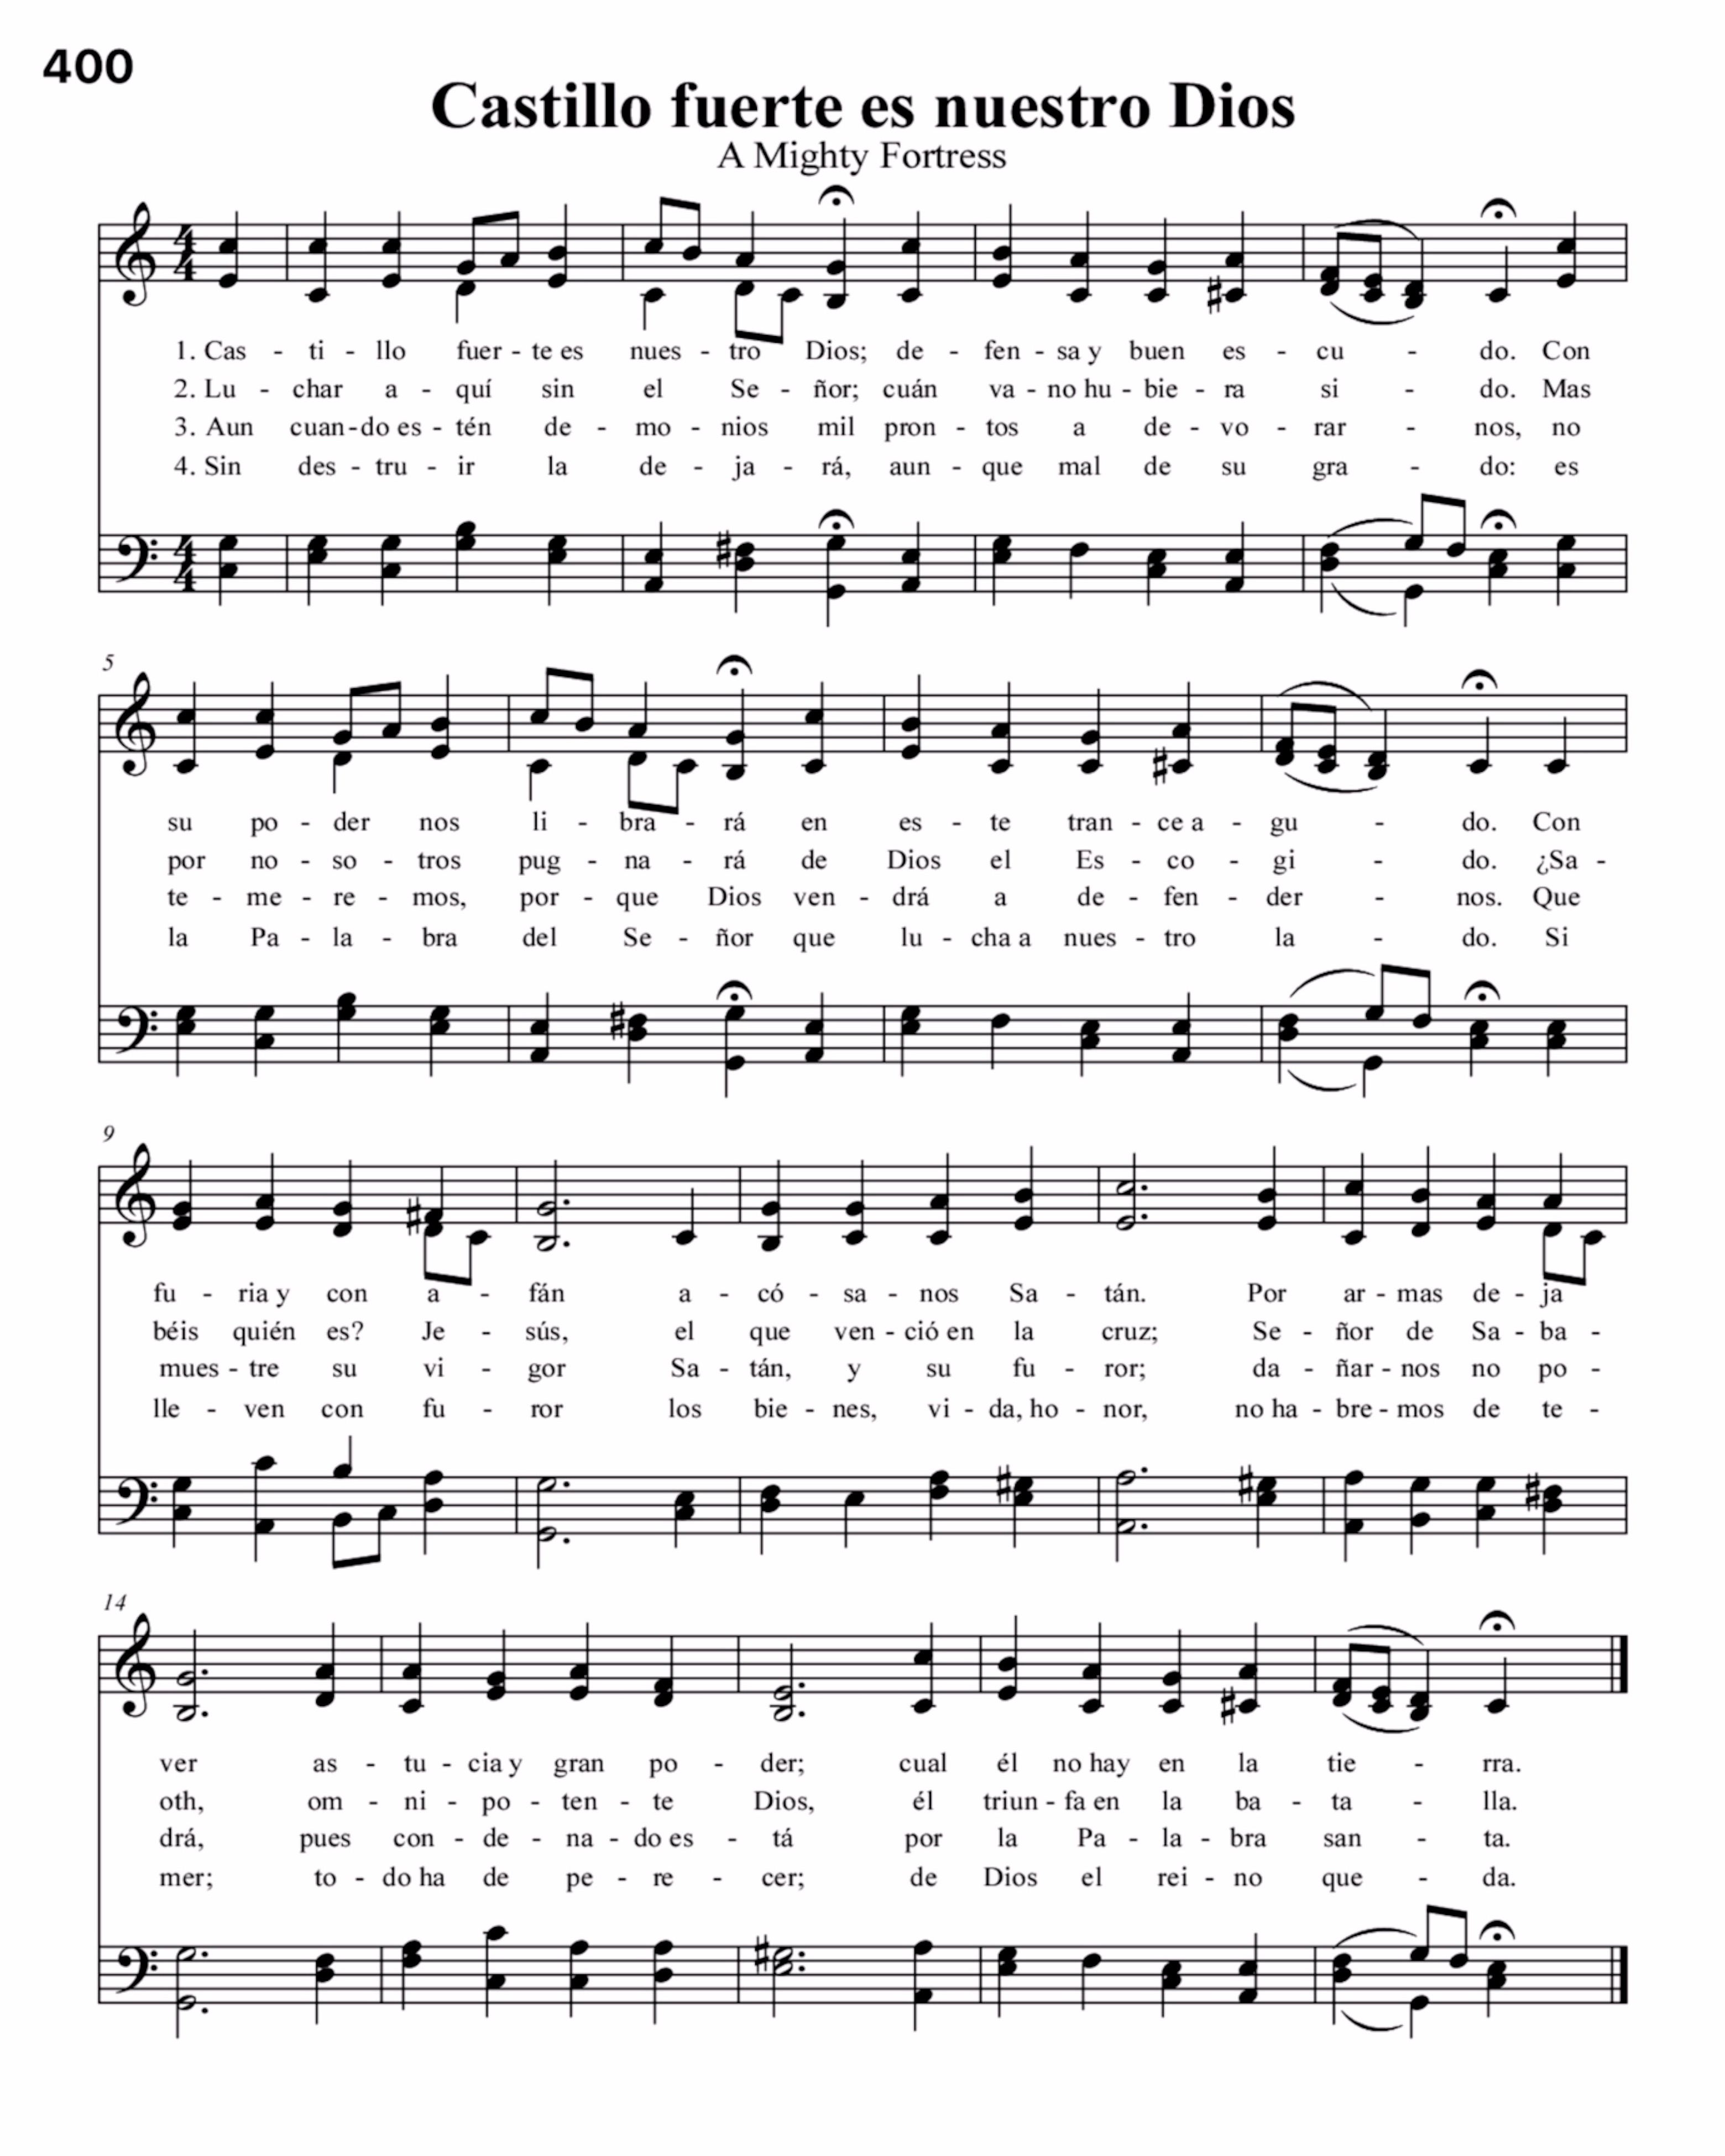 400
Castillo fuerte es nuestro Dios
A Mighty Fortress
1. Cas - ti - llo fuer - te es nues - tro Dios; de - fen - sa y buen es - cu - do. Con
2. Lu - char a - quí sin el Se - ñor; cuán va - no hu - bie - ra si - do. Mas
3. Aun cuan - do es - tén de - mo - nios mil pron - tos a de - vo - rar - nos, no
4. Sin des - tru - ir la de - ja - rá, aun - que mal de su gra - do: es
5
su po - der nos li - bra - rá en es - te tran - ce a - gu - do. Con
por no - so - tros pug - na - rá de Dios el Es - co - gi - do. ¿Sa -
te - me - re - mos, por - que Dios ven - drá a de - fen - der - nos. Que
la Pa - la - bra del Se - ñor que lu - cha a nues - tro la - do. Si
9
fu - ria y con a - fán a - có - sa - nos Sa - tán. Por ar - mas de - ja
béis quién es? Je - sús, el que ven - ció en la cruz; Se - ñor de Sa - ba -
mues - tre su vi - gor Sa - tán, y su fu - ror; da - ñar - nos no po -
lle - ven con fu - ror los bie - nes, vi - da, ho - nor, no ha - bre - mos de te -
14
ver as - tu - cia y gran po - der; cual él no hay en la tie - rra.
oth, om - ni - po - ten - te Dios, él triun - fa en la ba - ta - lla.
drá, pues con - de - na - do es - tá por la Pa - la - bra san - ta.
mer; to - do ha de pe - re - cer; de Dios el rei - no que - da.